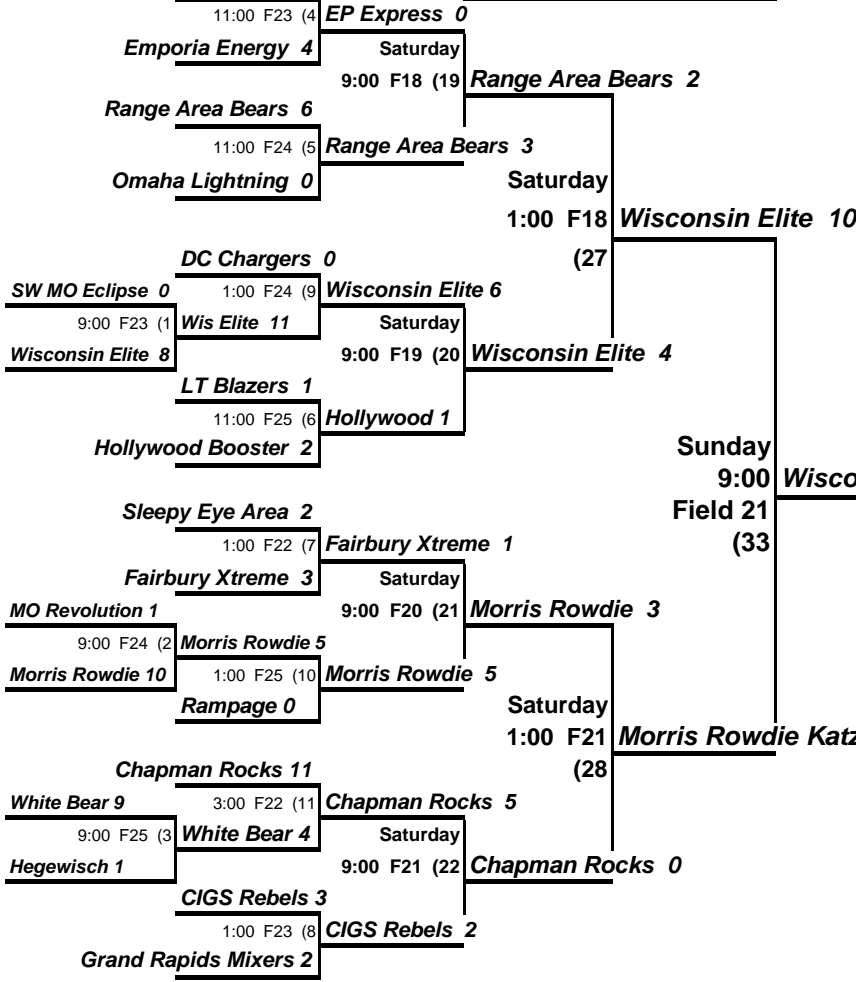 11:00 F23 (4 EP Express 0
Emporia Energy 4
Saturday
9:00 F18 (19 Range Area Bears 2
Range Area Bears 6
11:00 F24 (5 Range Area Bears 3
Omaha Lightning 0
Saturday
1:00 F18 Wisconsin Elite 10
(27
DC Chargers 0
SW MO Eclipse 0
1:00 F24 (9 Wisconsin Elite 6
9:00 F23 (1 Wis Elite 11
Saturday
Wisconsin Elite 8
9:00 F19 (20 Wisconsin Elite 4
LT Blazers 1
11:00 F25 (6 Hollywood 1
Hollywood Booster 2
Sunday
9:00 Wisco
Field 21
(33
Sleepy Eye Area 2
1:00 F22 (7 Fairbury Xtreme 1
Fairbury Xtreme 3
Saturday
MO Revolution 1
9:00 F20 (21 Morris Rowdie 3
9:00 F24 (2 Morris Rowdie 5
Morris Rowdie 10
1:00 F25 (10 Morris Rowdie 5
Rampage 0
Saturday
1:00 F21 Morris Rowdie Katz
(28
Chapman Rocks 11
White Bear 9
3:00 F22 (11 Chapman Rocks 5
9:00 F25 (3 White Bear 4
Saturday
Hegewisch 1
9:00 F21 (22 Chapman Rocks 0
CIGS Rebels 3
1:00 F23 (8 CIGS Rebels 2
Grand Rapids Mixers 2